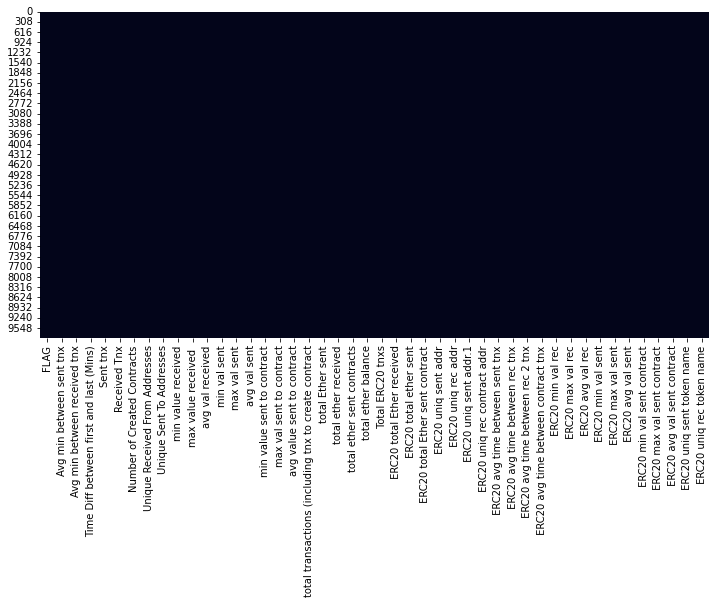 0
308
616
924
1232
1540
1848
2156
2464
2772
3080
3388
3696
4004
4312
4620
4928
5236
5544
5852
6160
6468
6776
7084
7392
7700
8008
8316
8624
8932
9240
9548
FLAG
Avg min between sent tnx
Avg min between received tnx
Time Diff between first and last (Mins)
Sent tnx
Received Tnx
Number of Created Contracts
Unique Received From Addresses
Unique Sent To Addresses
min value received
max value received
avg val received
min val sent
max val sent
avg val sent
min value sent to contract
max val sent to contract
avg value sent to contract
total transactions (including tnx to create contract
total Ether sent
total ether received
total ether sent contracts
total ether balance
Total ERC20 tnxs
ERC20 total Ether received
ERC20 total ether sent
ERC20 total Ether sent contract
ERC20 uniq sent addr
ERC20 uniq rec addr
ERC20 uniq sent addr.1
ERC20 uniq rec contract addr
ERC20 avg time between sent tnx
ERC20 avg time between rec tnx
ERC20 avg time between rec 2 tnx
ERC20 avg time between contract tnx
ERC20 min val rec
ERC20 max val rec
ERC20 avg val rec
ERC20 min val sent
ERC20 max val sent
ERC20 avg val sent
ERC20 min val sent contract
ERC20 max val sent contract
ERC20 avg val sent contract
ERC20 uniq sent token name
ERC20 uniq rec token name